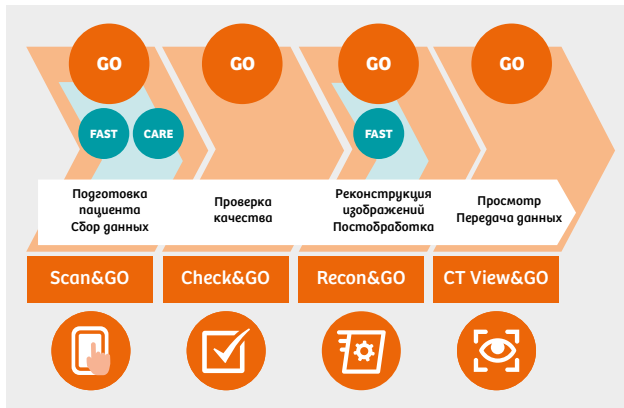 GO
GO
GO
GO
FAST
CARE
FAST
Подготовка
пациента
Сбор данных
Проверка
качества
Реконструкция
изображений
Постобработка
Просмотр
Передача данных
Scan&GO
Check&GO
Recon&GO
CT View&GO